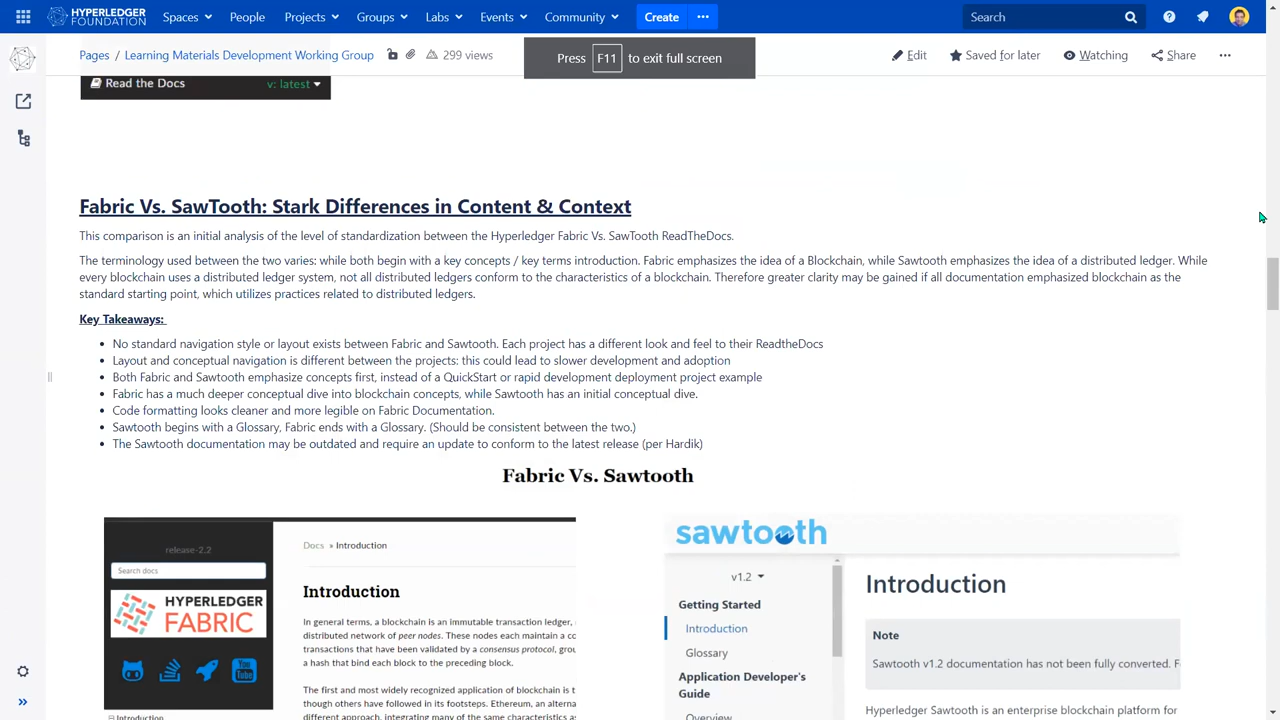 HYPERLEDGER
FOUNDATION
Spaces People Projects Groups Labs Events Community Create Search
Pages / Learning Materials Development Working Group 299 views
Press F11 to exit full screen
Edit Saved for later Watching Share
Read the Docs v: latest
Fabric Vs. SawTooth: Stark Differences in Content & Context
This comparison is an initial analysis of the level of standardization between the Hyperledger Fabric Vs. SawTooth ReadTheDocs.
The terminology used between the two varies: while both begin with a key concepts / key terms introduction. Fabric emphasizes the idea of a Blockchain, while Sawtooth emphasizes the idea of a distributed ledger. While
every blockchain uses a distributed ledger system, not all distributed ledgers conform to the characteristics of a blockchain. Therefore greater clarity may be gained if all documentation emphasized blockchain as the
standard starting point, which utilizes practices related to distributed ledgers.
Key Takeaways:
• No standard navigation style or layout exists between Fabric and Sawtooth. Each project has a different look and feel to their ReadtheDocs
• Layout and conceptual navigation is different between the projects: this could lead to slower development and adoption
• Both Fabric and Sawtooth emphasize concepts first, instead of a QuickStart or rapid development deployment project example
• Fabric has a much deeper conceptual dive into blockchain concepts, while Sawtooth has an initial conceptual dive.
• Code formatting looks cleaner and more legible on Fabric Documentation.
• Sawtooth begins with a Glossary, Fabric ends with a Glossary. (Should be consistent between the two.)
• The Sawtooth documentation may be outdated and require an update to conform to the latest release (per Hardik)
Fabric Vs. Sawtooth
release-2.2
Search docs
HYPERLEDGER
FABRIC
You
Tube
Introduction
Docs » Introduction
Introduction
In general terms, a blockchain is an immutable transaction ledger,
distributed network of peer nodes. These nodes each maintain a co
transactions that have been validated by a consensus protocol, grou
a hash that bind each block to the preceding block.
The first and most widely recognized application of blockchain is t
though others have followed in its footsteps. Ethereum, an alterna
different approach, integrating many of the same characteristics a
sawtooth
v1.2
Getting Started
Introduction
Glossary
Application Developer's
Guide
Overview
Introduction
Note
Sawtooth v1.2 documentation has not been fully converted. F
Hyperledger Sawtooth is an enterprise blockchain platform for